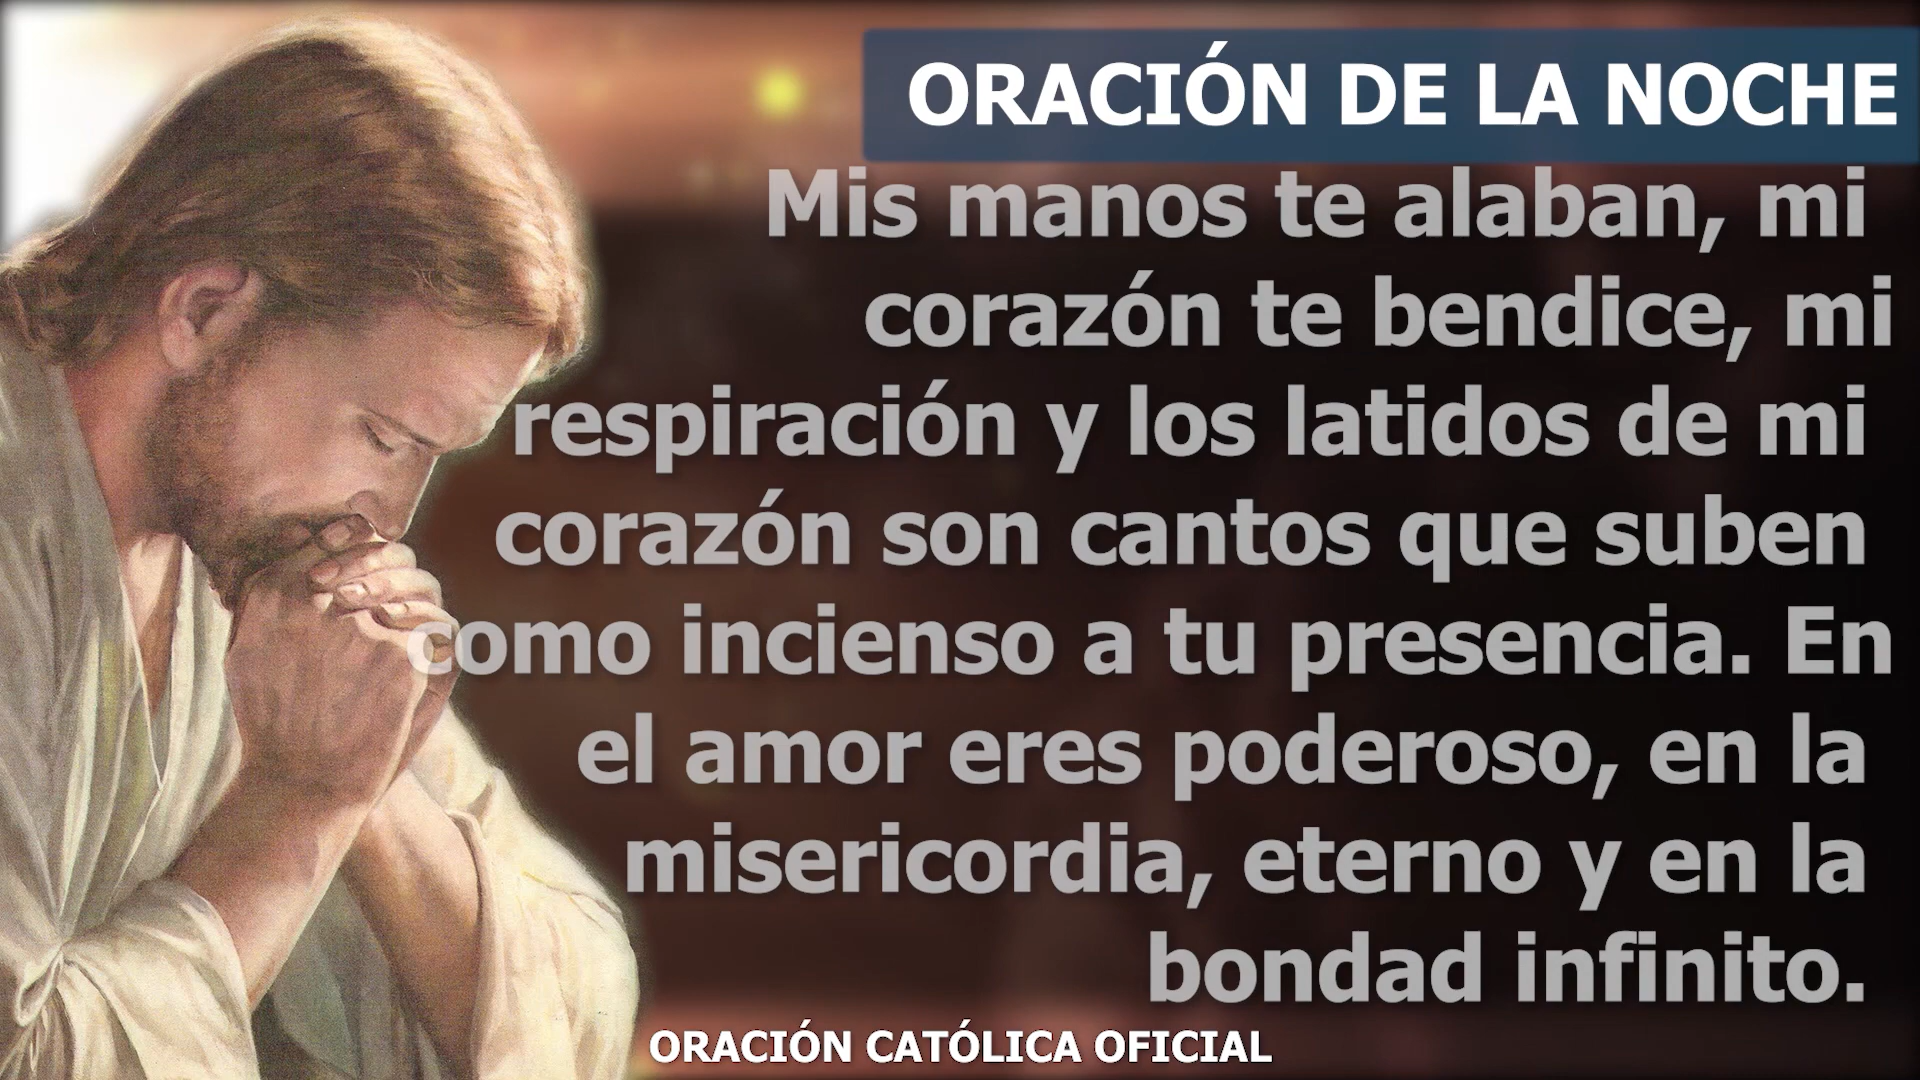 ORACIÓN DE LA NOCHE
Mis manos te alaban, mi
corazón te bendice, mi
respiración y los latidos de mi
corazón son cantos que suben
como incienso a tu presencia. En
el amor eres poderoso, en la
misericordia, eterno y en la
bondad infinito.
ORACIÓN CATÓLICA OFICIAL